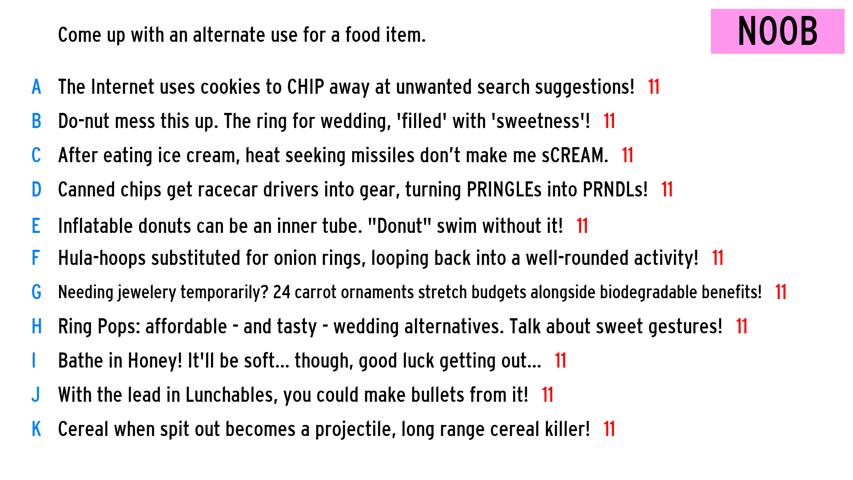 Come up with an alternate use for a food item.
NOOB
A The Internet uses cookies to CHIP away at unwanted search suggestions! 11
B Do-nut mess this up. The ring for wedding, 'filled' with 'sweetness'! 11
C After eating ice cream, heat seeking missiles don’t make me sCREAM. 11
D Canned chips get racecar drivers into gear, turning PRINGLEs into PRNDLs! 11
E Inflatable donuts can be an inner tube. "Donut" swim without it! 11
F Hula-hoops substituted for onion rings, looping back into a well-rounded activity! 11
G Needing jewelery temporarily? 24 carrot ornaments stretch budgets alongside biodegradable benefits! 11
H Ring Pops: affordable - and tasty - wedding alternatives. Talk about sweet gestures! 11
I Bathe in Honey! It'll be soft... though, good luck getting out... 11
J With the lead in Lunchables, you could make bullets from it! 11
K Cereal when spit out becomes a projectile, long range cereal killer! 11